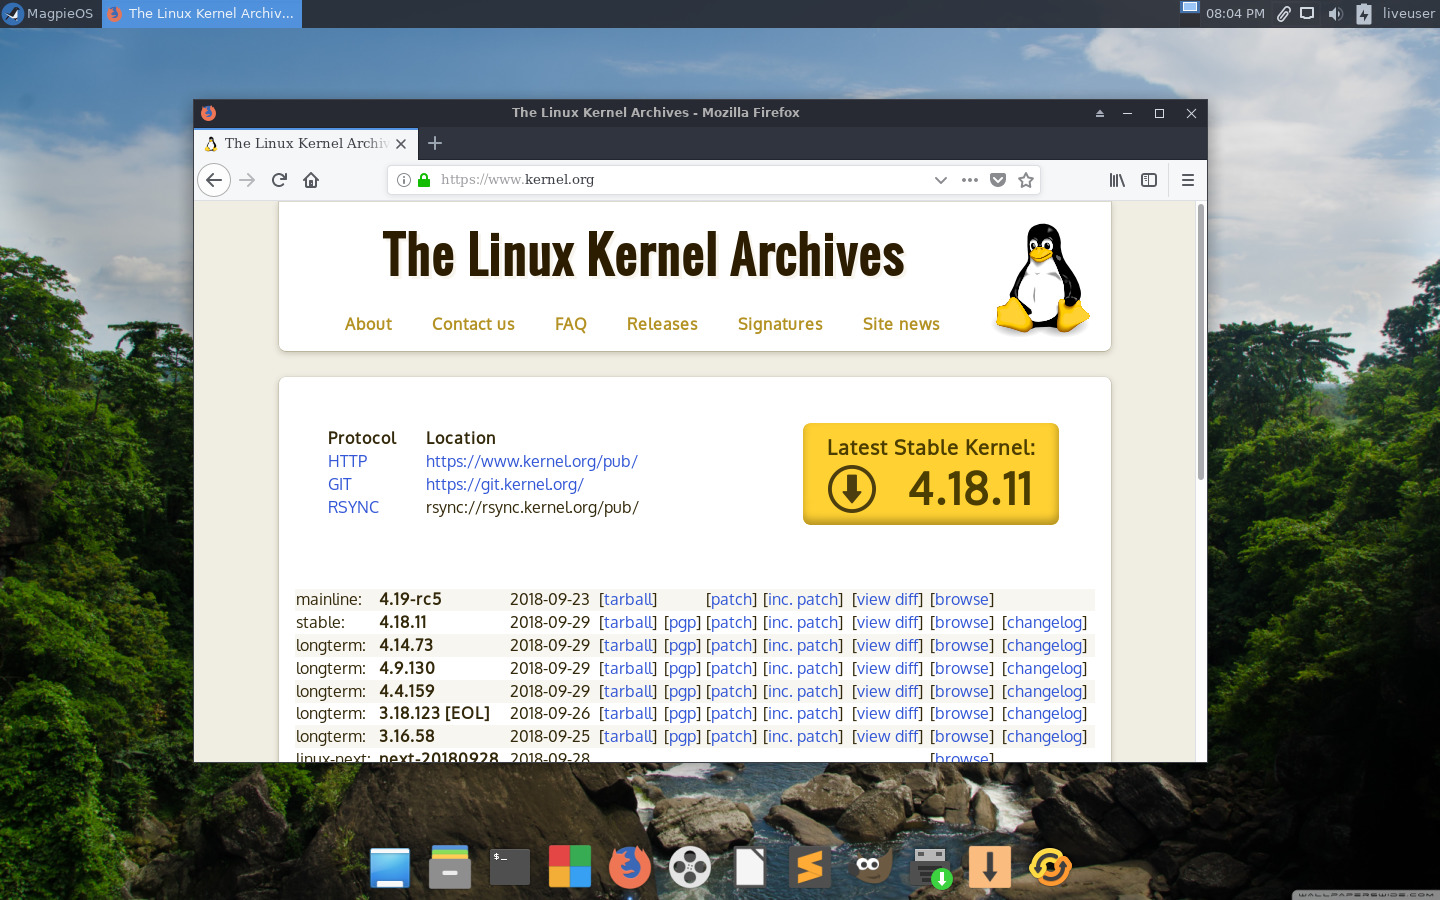 MagpieOS The Linux Kernel Archiv... 08:04 PM liveuser
The Linux Kernel Archives - Mozilla Firefox
The Linux Kernel Archiv
https://www.kernel.org
The Linux Kernel Archives
About Contact us FAQ Releases Signatures Site news
Protocol Location
HTTP https://www.kernel.org/pub/
GIT https://git.kernel.org/
RSYNC rsync://rsync.kernel.org/pub/
Latest Stable Kernel:
4.18.11
mainline: 4.19-rc5 2018-09-23 [tarball] [patch] [inc. patch] [view diff] [browse]
stable: 4.18.11 2018-09-29 [tarball] [pgp] [patch] [inc. patch] [view diff] [browse] [changelog]
longterm: 4.14.73 2018-09-29 [tarball] [pgp] [patch] [inc. patch] [view diff] [browse] [changelog]
longterm: 4.9.130 2018-09-29 [tarball] [pgp] [patch] [inc. patch] [view diff] [browse] [changelog]
longterm: 4.4.159 2018-09-29 [tarball] [pgp] [patch] [inc. patch] [view diff] [browse] [changelog]
longterm: 3.18.123 [EOL] 2018-09-26 [tarball] [pgp] [patch] [inc. patch] [view diff] [browse] [changelog]
longterm: 3.16.58 2018-09-25 [tarball] [pgp] [patch] [inc. patch] [view diff] [browse] [changelog]
linux-next: next-20180928 2018-09-28 [browse]
$_
WALLPAPERSWIDE.COM